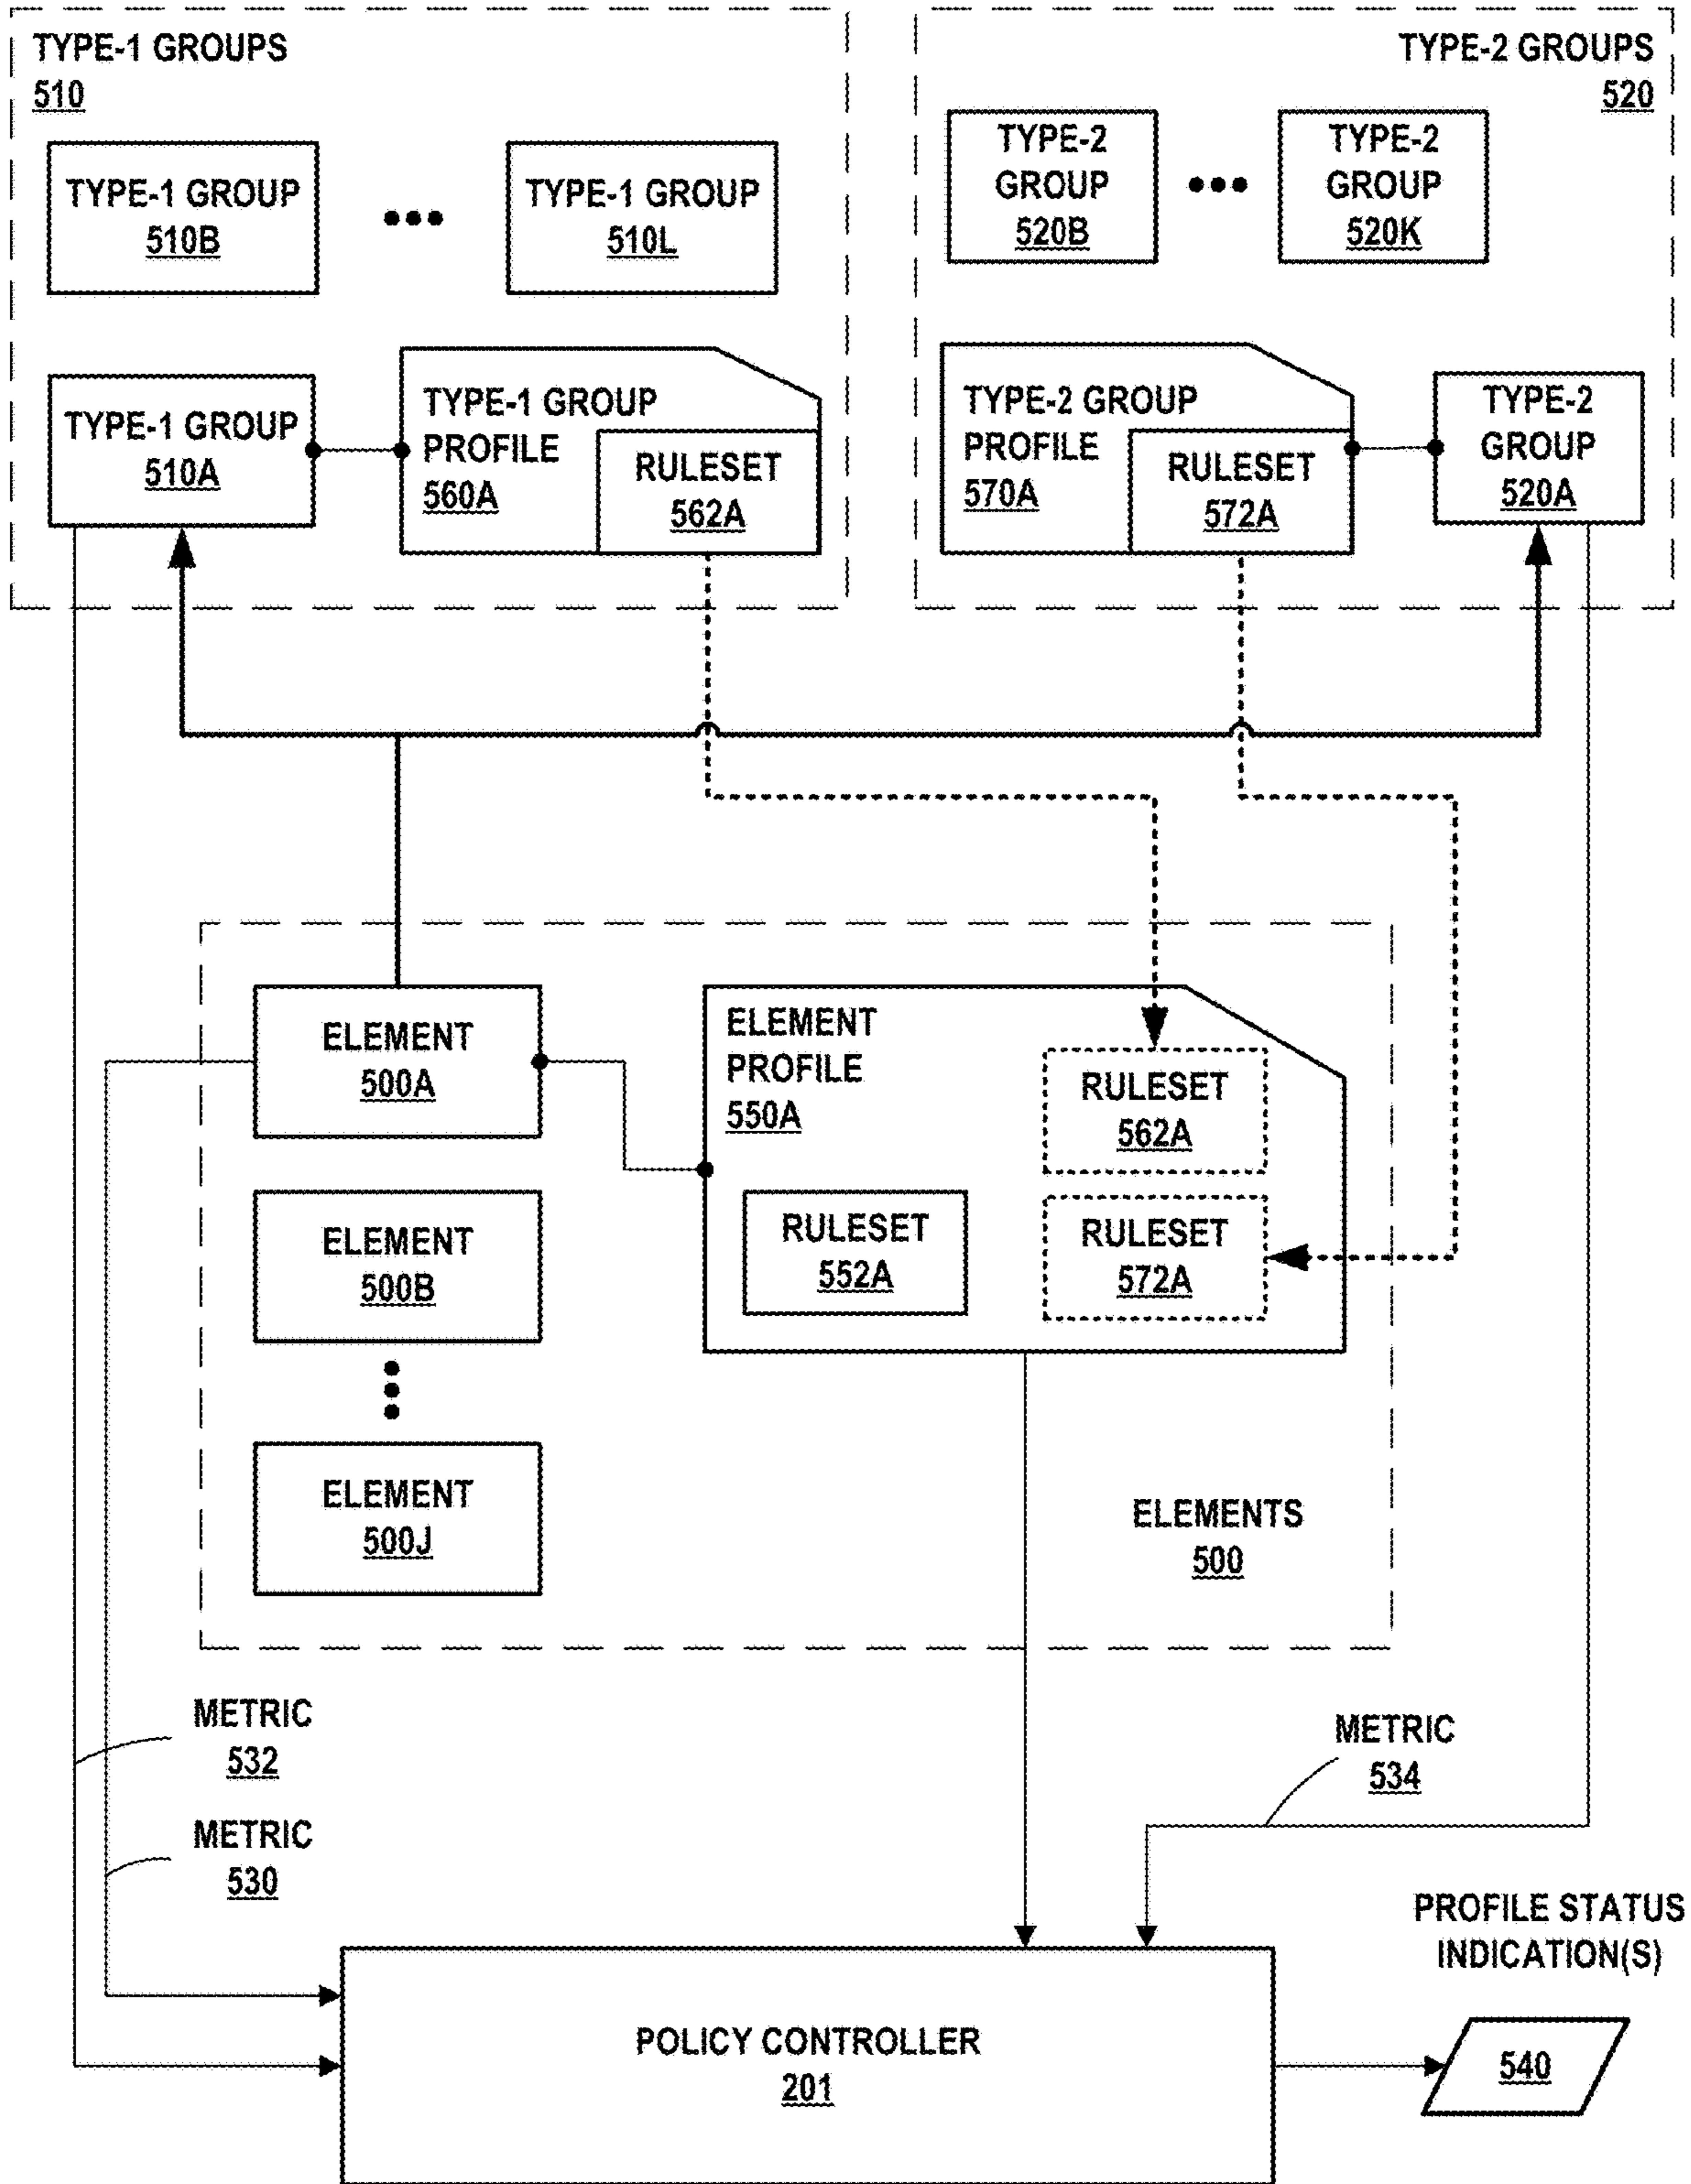 TYPE-1 GROUPS
510
TYPE-1 GROUP
510B
TYPE-1 GROUP
510L
TYPE-1 GROUP
510A
TYPE-1 GROUP
PROFILE
560A
RULESET
562A
TYPE-2 GROUPS
520
TYPE-2
GROUP
520B
TYPE-2
GROUP
520K
TYPE-2 GROUP
PROFILE
570A
RULESET
572A
TYPE-2
GROUP
520A
ELEMENT
500A
ELEMENT
PROFILE
550A
RULESET
562A
RULESET
552A
RULESET
572A
ELEMENT
500B
ELEMENT
500J
ELEMENTS
500
METRIC
532
METRIC
530
METRIC
534
PROFILE STATUS
INDICATION(S)
POLICY CONTROLLER
201
540